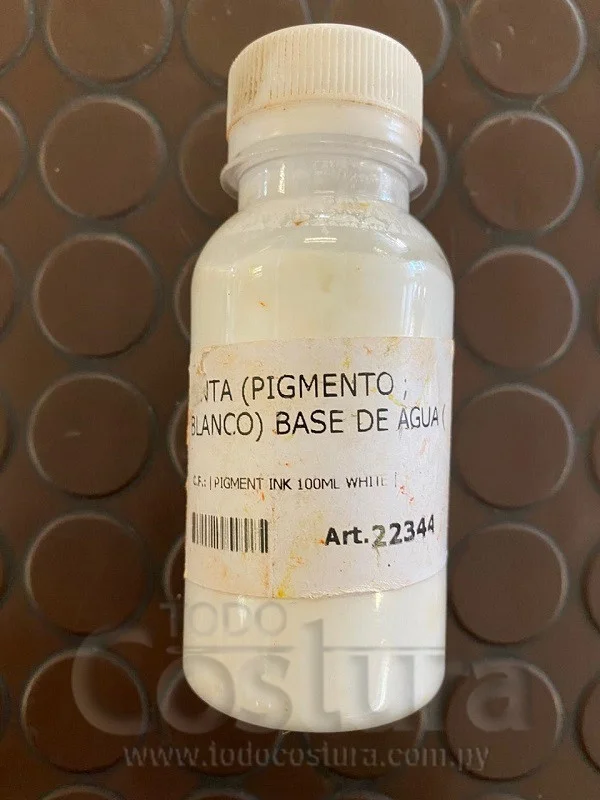 NTA (PIGMENTO ;
BLANCO) BASE DE AGUA (
C.F.: | PIGMENT INK 100ML WHITE |
Art.22344
TODO
Costura
www.todocostura.com.py